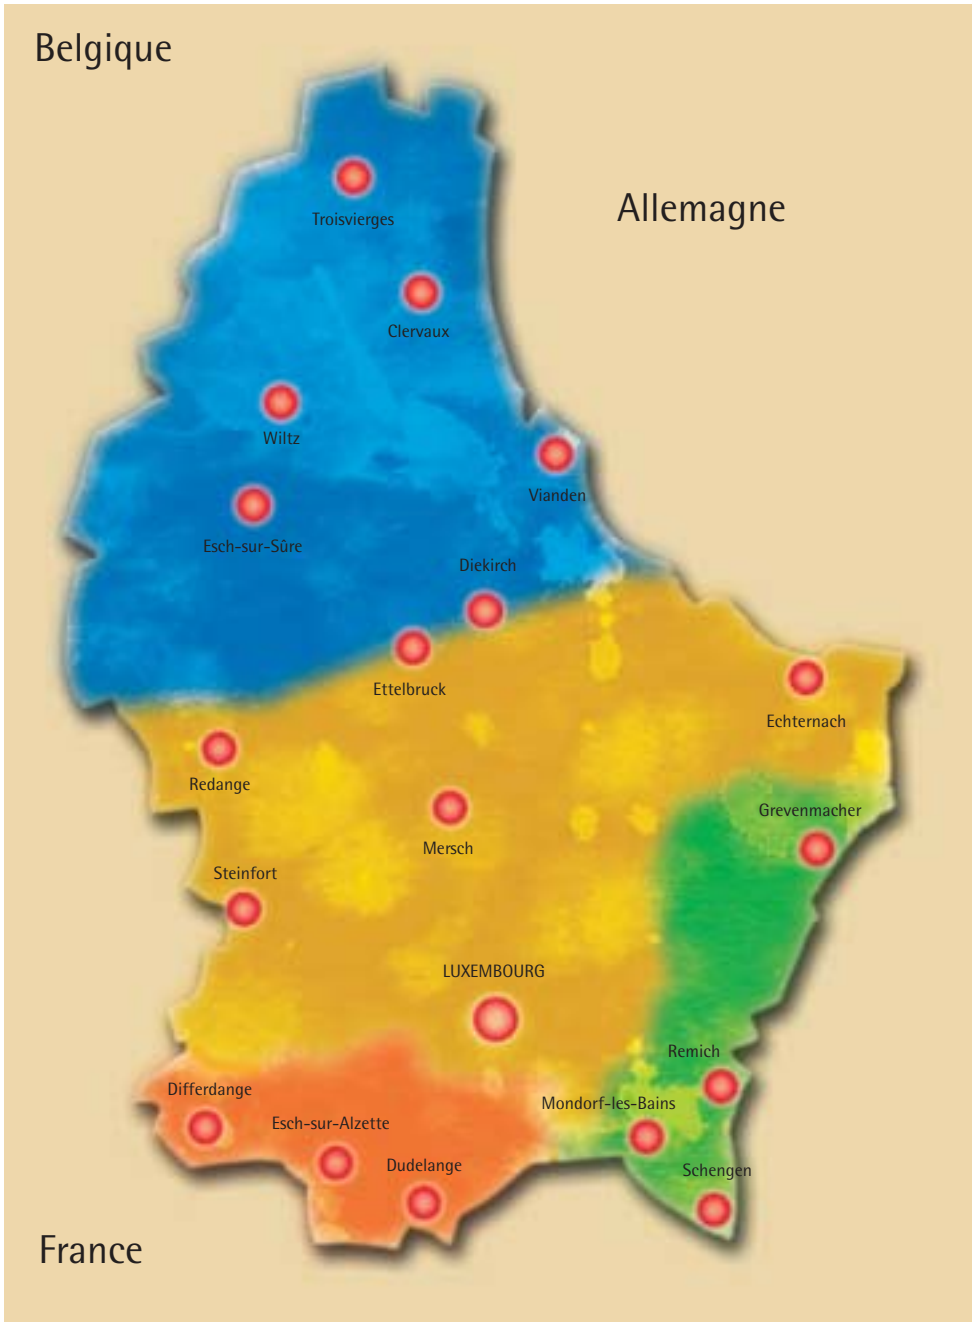 Belgique
Allemagne
Troisvierges
Clervaux
Wiltz
Vianden
Esch-sur-Sûre
Diekirch
Ettelbruck
Echternach
Redange
Grevenmacher
Mersch
Steinfort
LUXEMBOURG
Remich
Differdange
Mondorf-les-Bains
Esch-sur-Alzette
Dudelange
Schengen
France